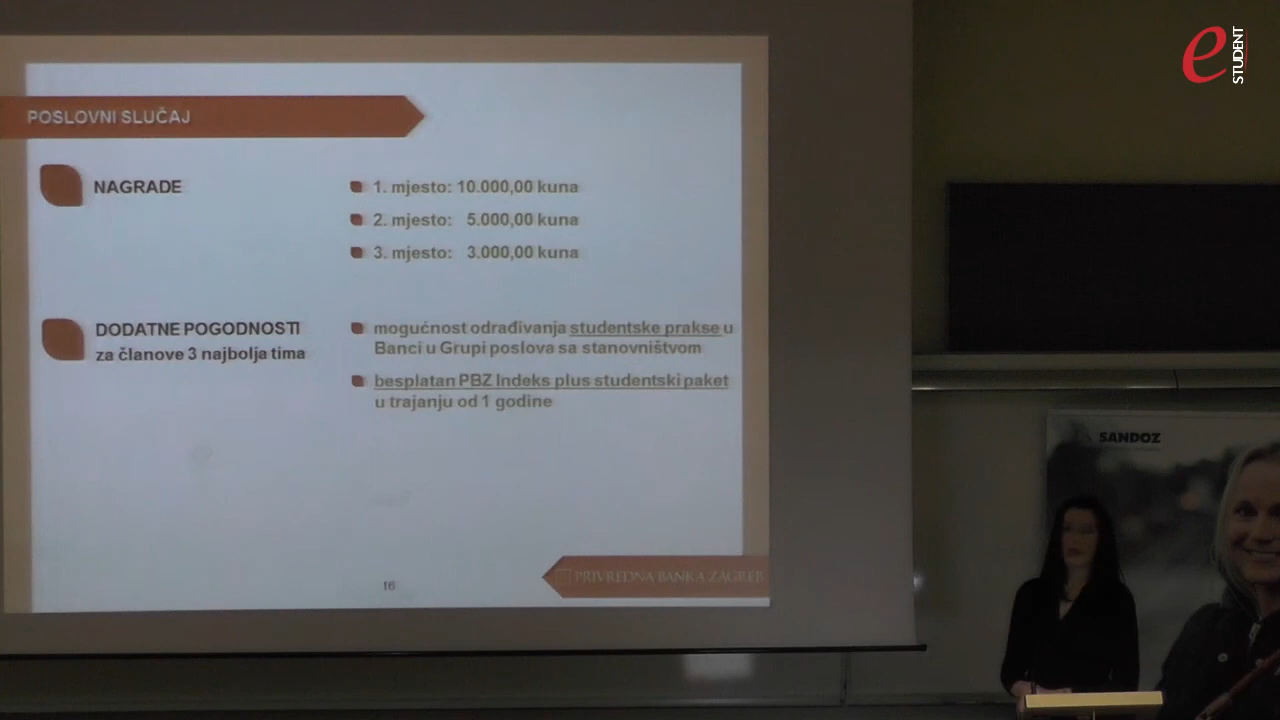 e
STUDENT
POSLOVNI SLUČAJ
NAGRADE
1. mjesto: 10.000,00 kuna
2. mjesto: 5.000,00 kuna
3. mjesto: 3.000,00 kuna
DODATNE POGODNOSTI
za članove 3 najbolja tima
mogućnost odrađivanja studentske prakse u
Banci u Grupi poslova sa stanovništvom
besplatan PBZ Indeks plus studentski paket
u trajanju od 1 godine
16
PRIVREDNA BANKA ZAGREB
SANDOZ